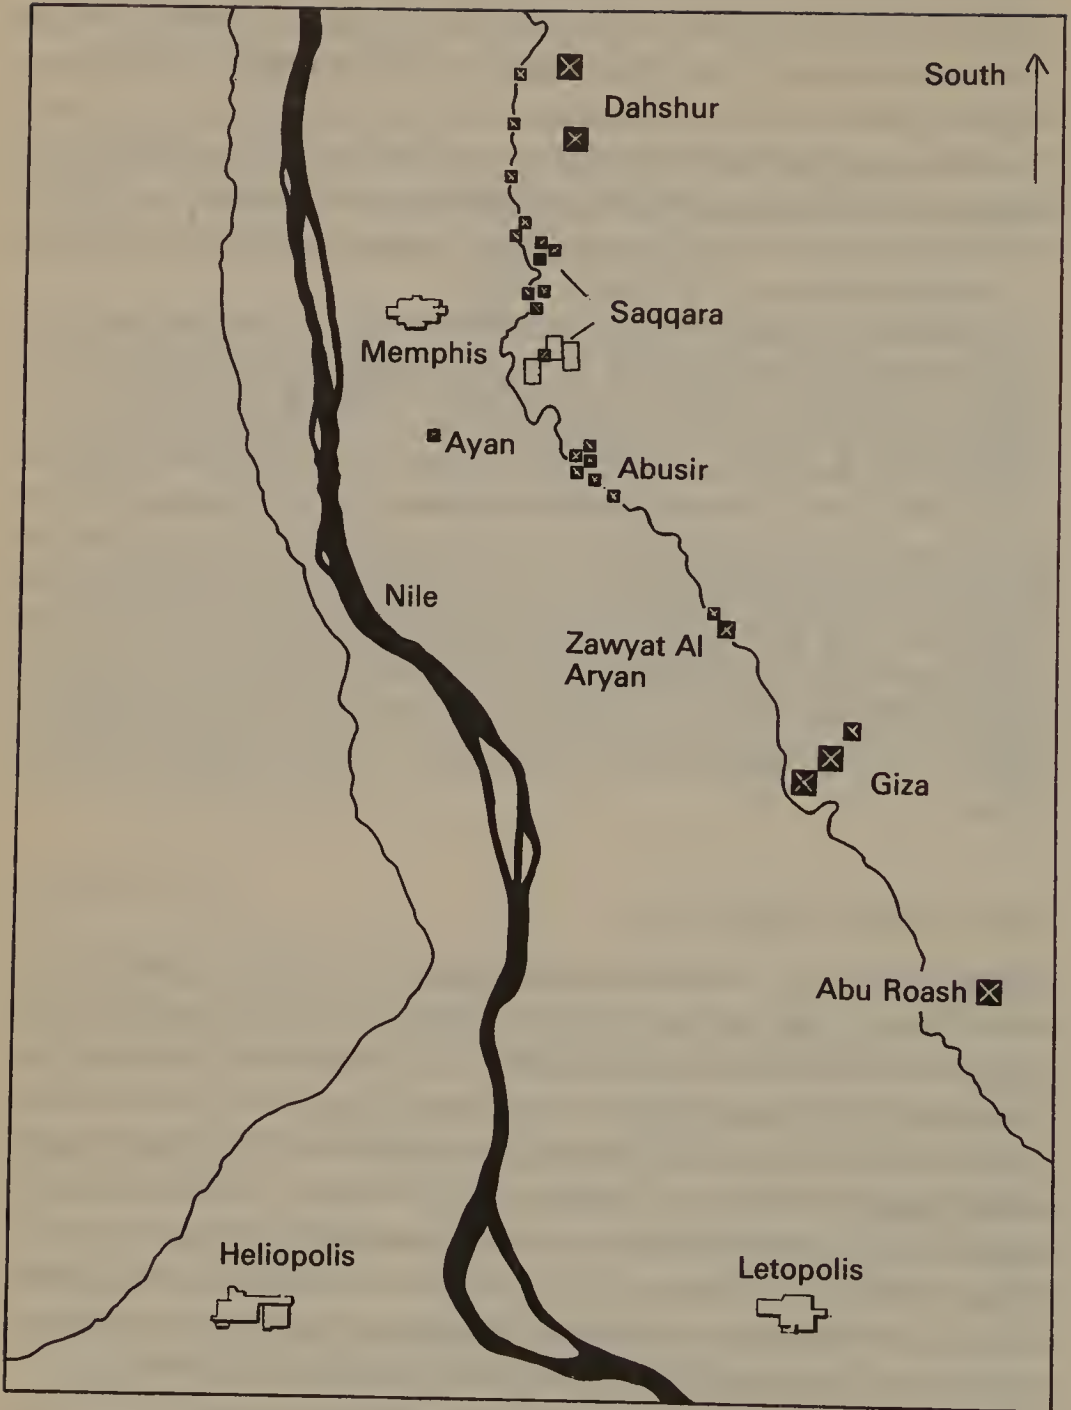 South
Dahshur
Saqqara
Memphis
Ayan
Abusir
Nile
Zawyat Al
Aryan
Giza
Abu Roash
Heliopolis
Letopolis